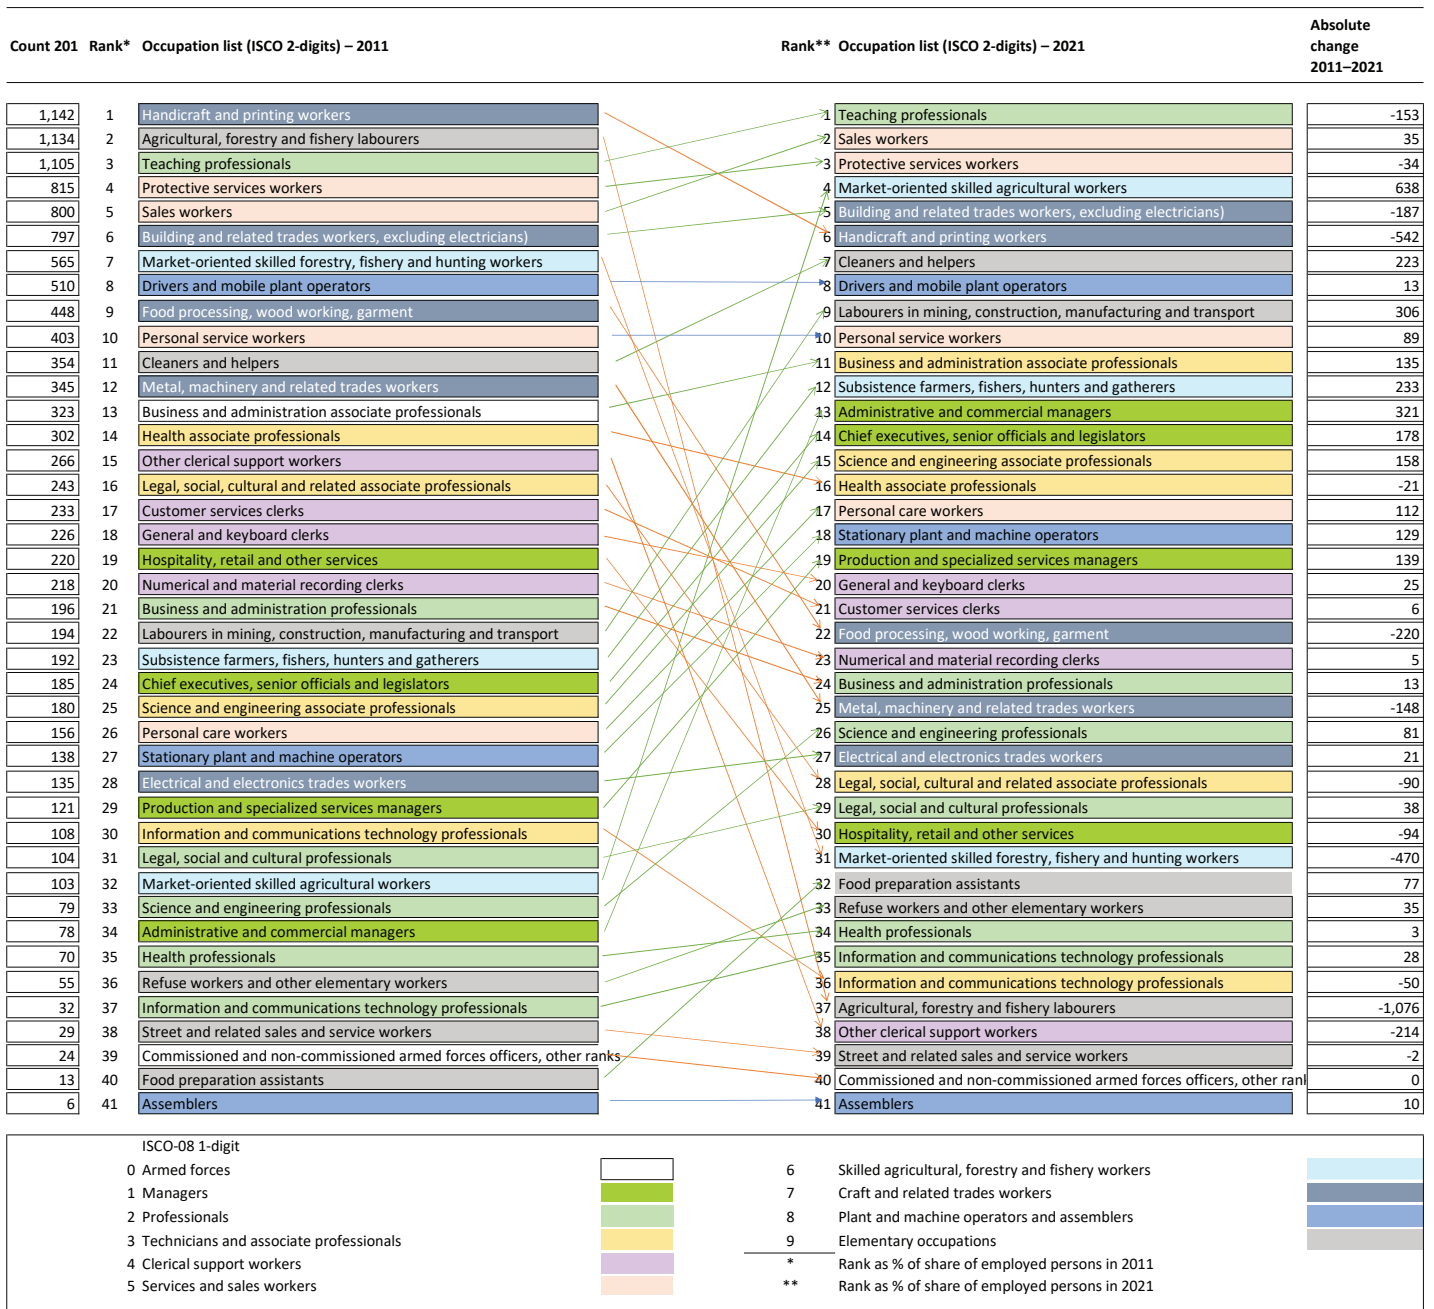 Count 201 Rank* Occupation list (ISCO 2-digits) – 2011 Rank** Occupation list (ISCO 2-digits) – 2021 Absolute change 2011–2021
1,142 1 Handicraft and printing workers 1 Teaching professionals -153
1,134 2 Agricultural, forestry and fishery labourers 2 Sales workers 35
1,105 3 Teaching professionals 3 Protective services workers -34
815 4 Protective services workers 4 Market-oriented skilled agricultural workers 638
800 5 Sales workers 5 Building and related trades workers, excluding electricians) -187
797 6 Building and related trades workers, excluding electricians) 6 Handicraft and printing workers -542
565 7 Market-oriented skilled forestry, fishery and hunting workers 7 Cleaners and helpers 223
510 8 Drivers and mobile plant operators 8 Drivers and mobile plant operators 13
448 9 Food processing, wood working, garment 9 Labourers in mining, construction, manufacturing and transport 306
403 10 Personal service workers 10 Personal service workers 89
354 11 Cleaners and helpers 11 Business and administration associate professionals 135
345 12 Metal, machinery and related trades workers 12 Subsistence farmers, fishers, hunters and gatherers 233
323 13 Business and administration associate professionals 13 Administrative and commercial managers 321
302 14 Health associate professionals 14 Chief executives, senior officials and legislators 178
266 15 Other clerical support workers 15 Science and engineering associate professionals 158
243 16 Legal, social, cultural and related associate professionals 16 Health associate professionals -21
233 17 Customer services clerks 17 Personal care workers 112
226 18 General and keyboard clerks 18 Stationary plant and machine operators 129
220 19 Hospitality, retail and other services 19 Production and specialized services managers 139
218 20 Numerical and material recording clerks 20 General and keyboard clerks 25
196 21 Business and administration professionals 21 Customer services clerks 6
194 22 Labourers in mining, construction, manufacturing and transport 22 Food processing, wood working, garment -220
192 23 Subsistence farmers, fishers, hunters and gatherers 23 Numerical and material recording clerks 5
185 24 Chief executives, senior officials and legislators 24 Business and administration professionals 13
180 25 Science and engineering associate professionals 25 Metal, machinery and related trades workers -148
156 26 Personal care workers 26 Science and engineering professionals 81
138 27 Stationary plant and machine operators 27 Electrical and electronics trades workers 21
135 28 Electrical and electronics trades workers 28 Legal, social, cultural and related associate professionals -90
121 29 Production and specialized services managers 29 Legal, social and cultural professionals 38
108 30 Information and communications technology professionals 30 Hospitality, retail and other services -94
104 31 Legal, social and cultural professionals 31 Market-oriented skilled forestry, fishery and hunting workers -470
103 32 Market-oriented skilled agricultural workers 32 Food preparation assistants 77
79 33 Science and engineering professionals 33 Refuse workers and other elementary workers 35
78 34 Administrative and commercial managers 34 Health professionals 3
70 35 Health professionals 35 Information and communications technology professionals 28
55 36 Refuse workers and other elementary workers 36 Information and communications technology professionals -50
32 37 Information and communications technology professionals 37 Agricultural, forestry and fishery labourers -1,076
29 38 Street and related sales and service workers 38 Other clerical support workers -214
24 39 Commissioned and non-commissioned armed forces officers, other ranks 39 Street and related sales and service workers -2
13 40 Food preparation assistants 40 Commissioned and non-commissioned armed forces officers, other rank 0
6 41 Assemblers 41 Assemblers 10
ISCO-08 1-digit
0 Armed forces 6 Skilled agricultural, forestry and fishery workers
1 Managers 7 Craft and related trades workers
2 Professionals 8 Plant and machine operators and assemblers
3 Technicians and associate professionals 9 Elementary occupations
4 Clerical support workers * Rank as % of share of employed persons in 2011
5 Services and sales workers ** Rank as % of share of employed persons in 2021